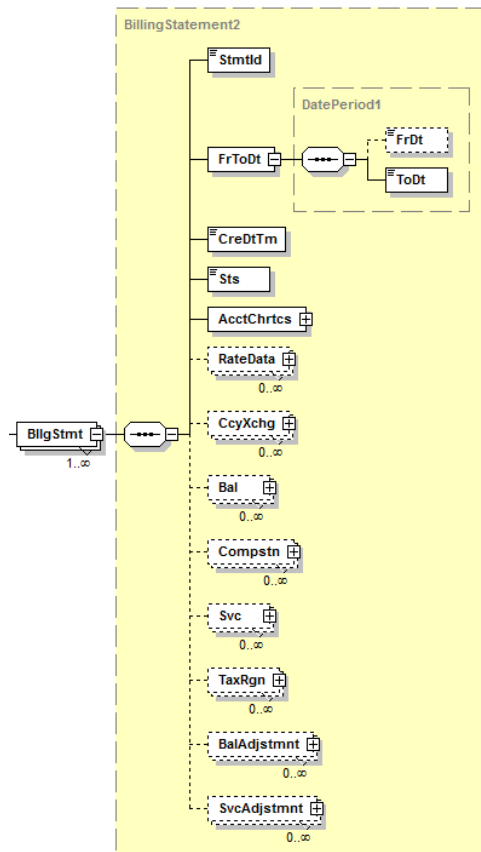 BillingStatement2
StmtId
DatePeriod1
FrDt
FrToDt
ToDt
CreDtTm
Sts
AcctChrtcs
RateData
0..∞
CcyXchg
0..∞
BllgStmt
1..∞
Bal
0..∞
Compstn
0..∞
Svc
0..∞
TaxRgn
0..∞
BalAdjstmnt
0..∞
SvcAdjstmnt
0..∞